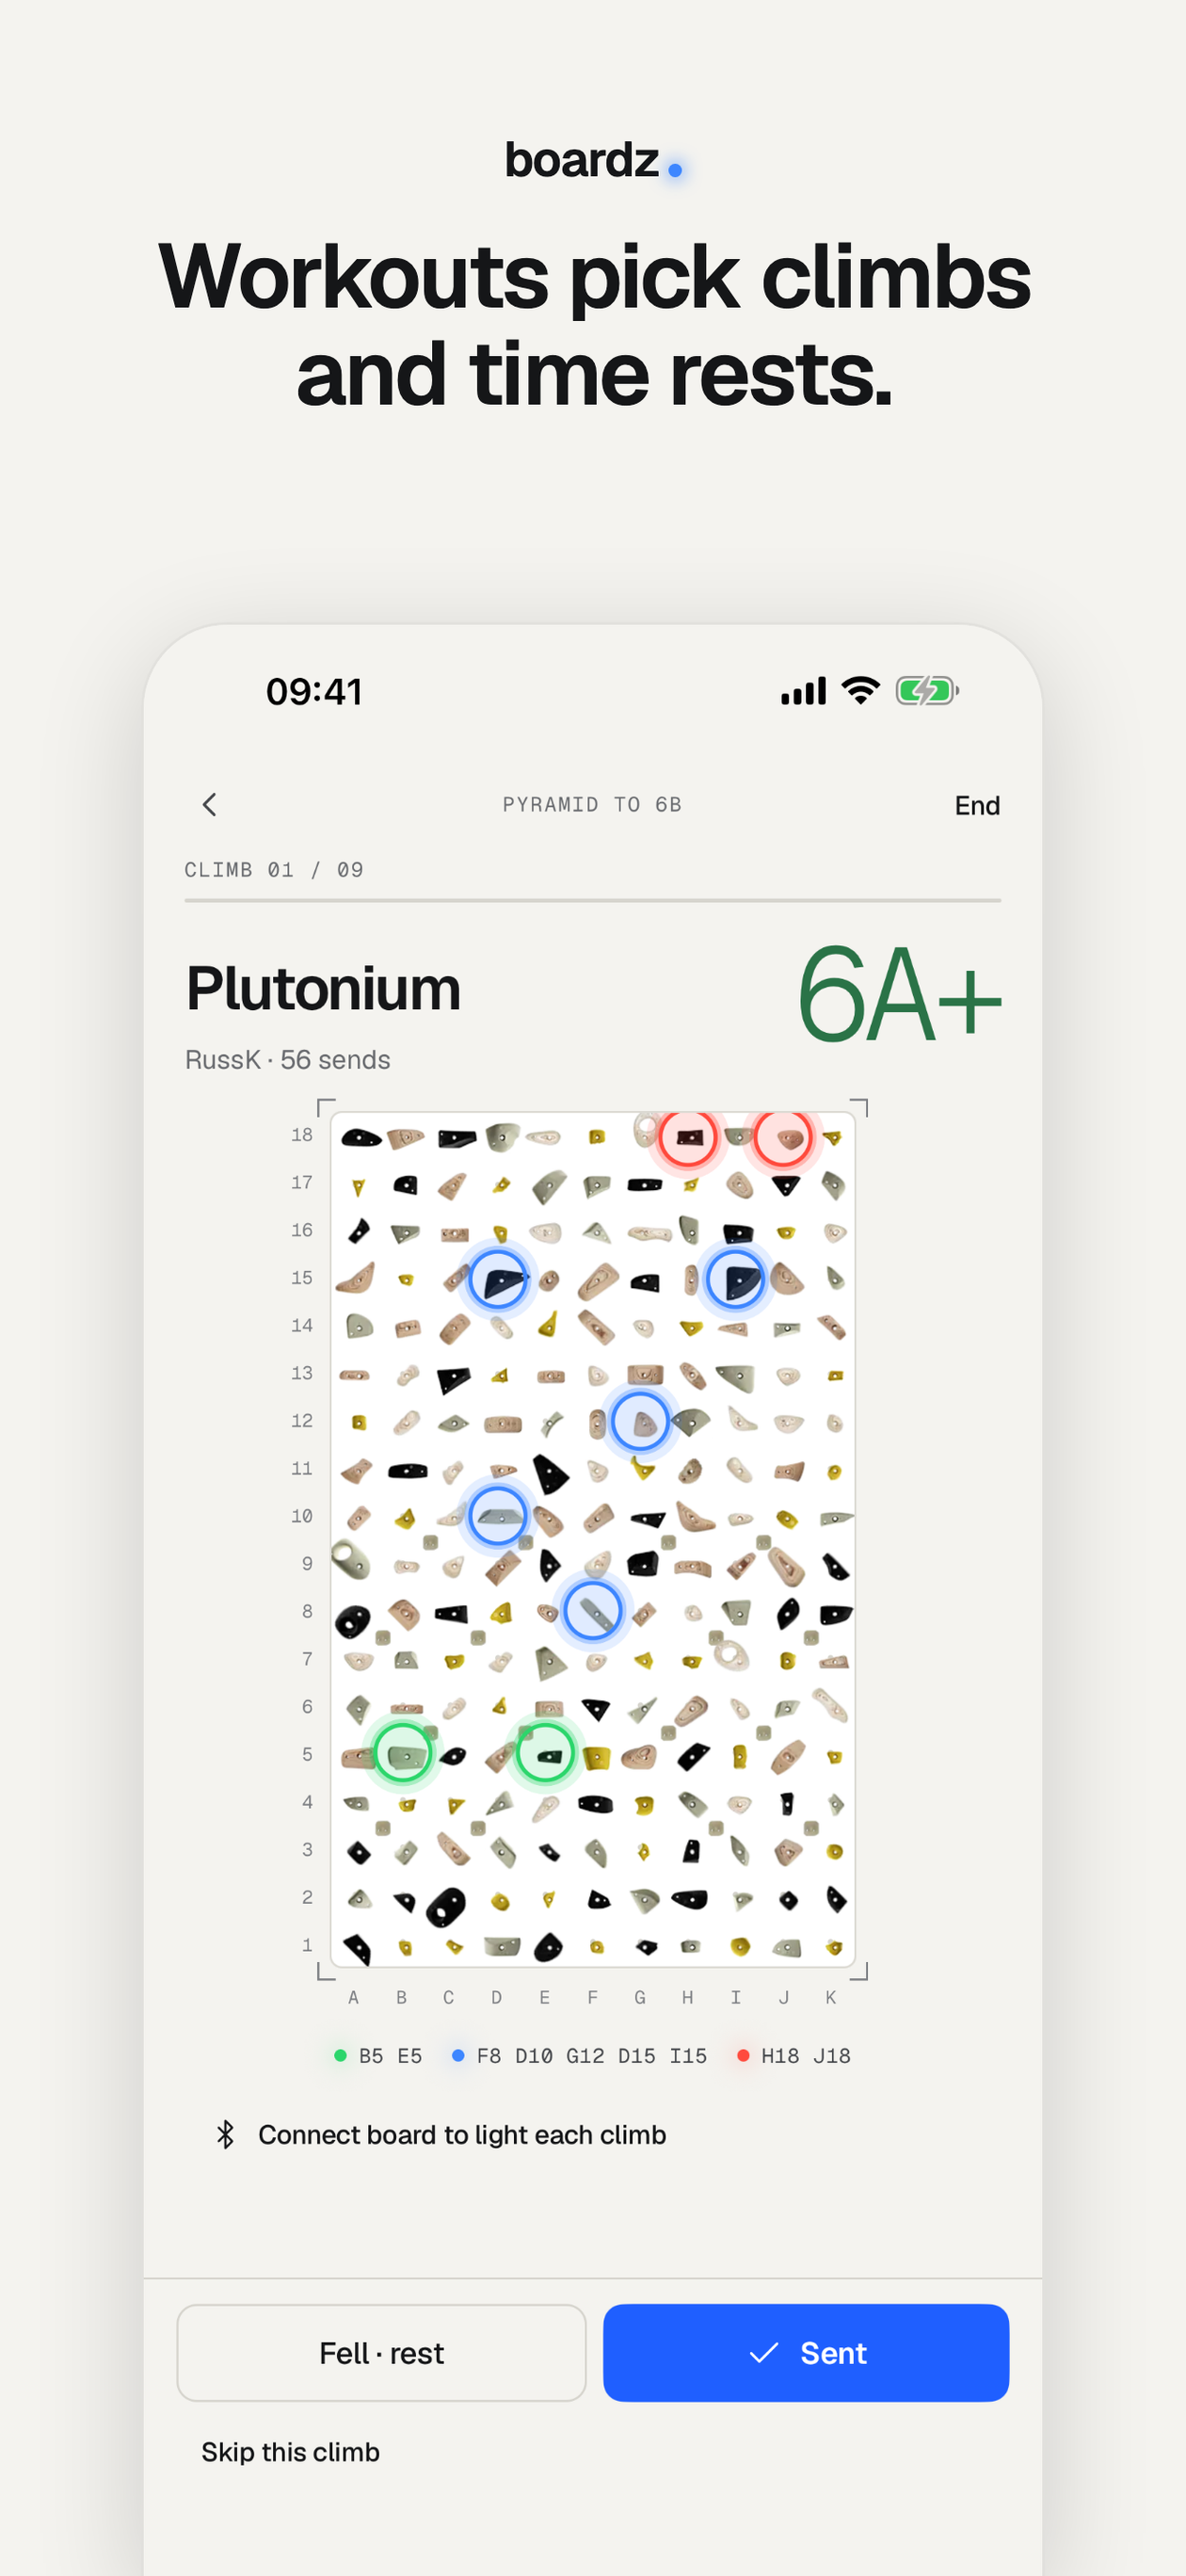 boardz
Workouts pick climbs
and time rests.
09:41
PYRAMID TO 6B
End
CLIMB 01 / 09
Plutonium
6A+
RussK · 56 sends
18
17
16
15
14
13
12
11
10
9
8
7
6
5
4
3
2
1
A B C D E F G H I J K
B5 E5 F8 D10 G12 D15 I15 H18 J18
Connect board to light each climb
Fell · rest
Sent
Skip this climb